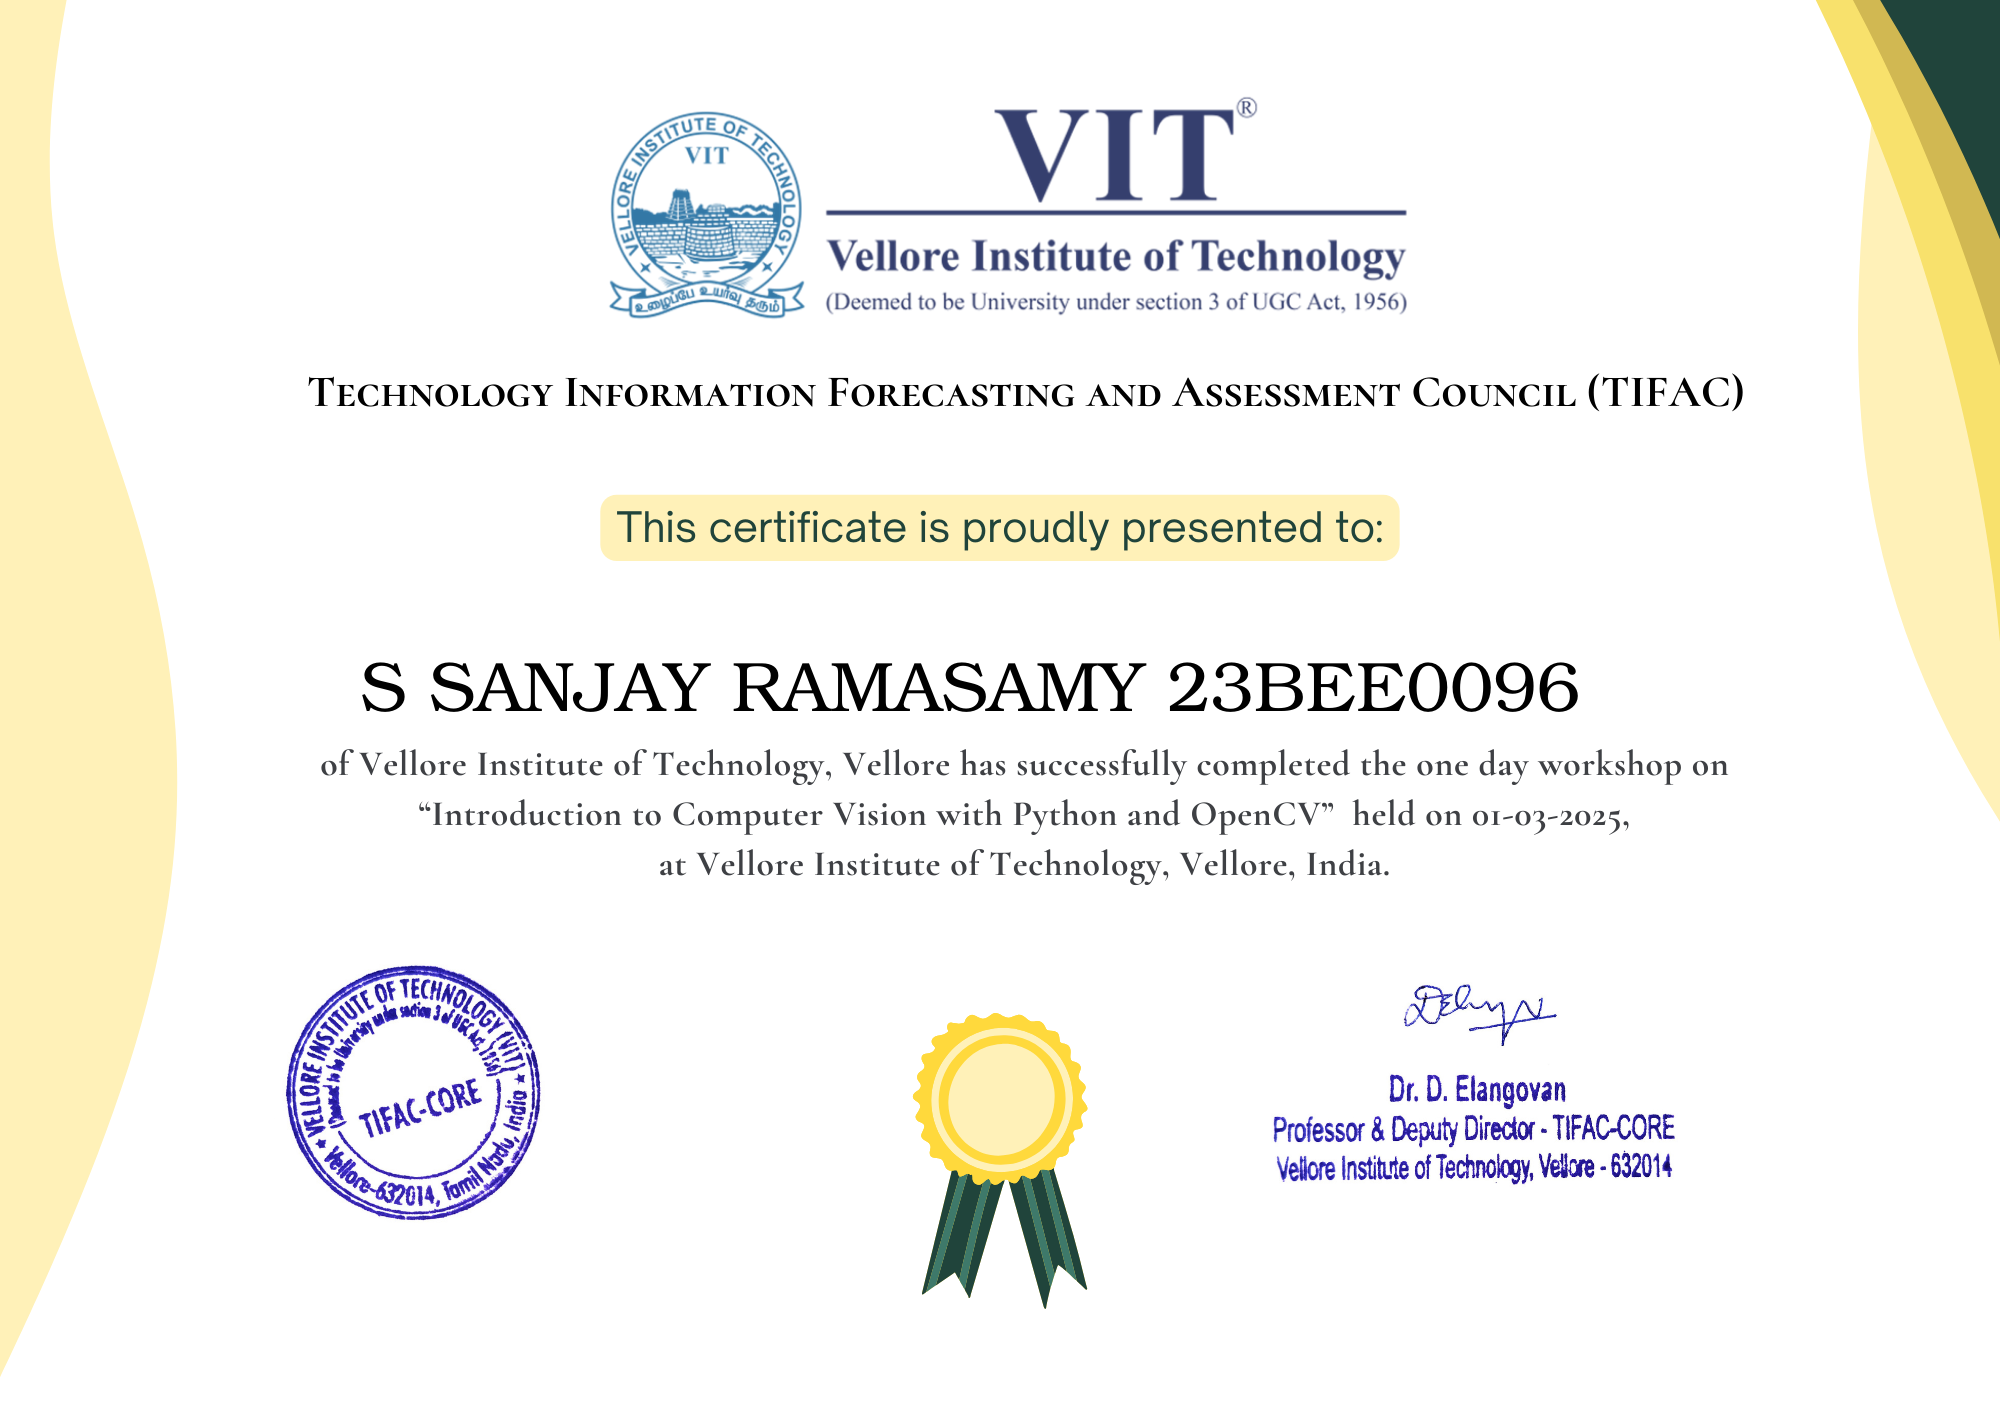 VELLORE INSTITUTE OF TECHNOLOGY
VIT
உழைப்பே உயர்வு தரும்
VIT®
Vellore Institute of Technology
(Deemed to be University under section 3 of UGC Act, 1956)
Technology Information Forecasting and Assessment Council (TIFAC)
This certificate is proudly presented to:
S SANJAY RAMASAMY 23BEE0096
of Vellore Institute of Technology, Vellore has successfully completed the one day workshop on
“Introduction to Computer Vision with Python and OpenCV” held on 01-03-2025,
at Vellore Institute of Technology, Vellore, India.
VELLORE INSTITUTE OF TECHNOLOGY (VIT)
(Deemed to be University under section 3 of UGC Act, 1956)
TIFAC-CORE
Vellore-632014, Tamil Nadu, India
Dr. D. Elangovan
Professor & Deputy Director - TIFAC-CORE
Vellore Institute of Technology, Vellore - 632014